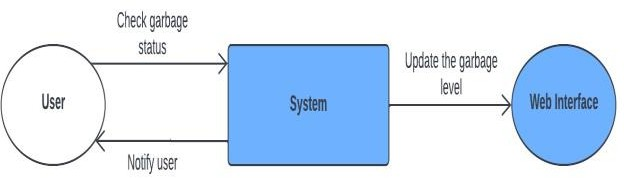 Check garbage
status
User
System
Update the garbage
level
Web Interface
Notify user